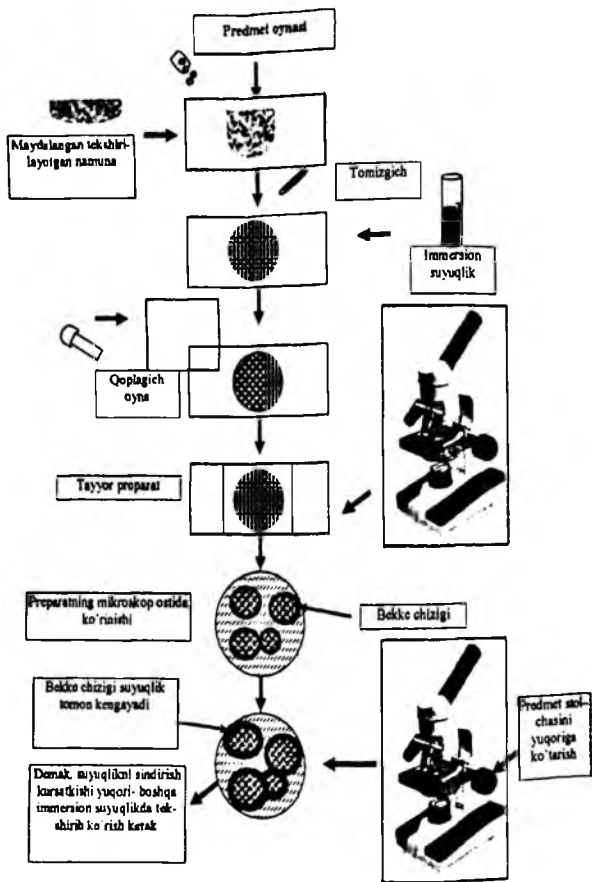 Predmet oynasi
Maydalangan tekshiri-
layotgan namuna
Tomizgich
Immersion
suyuqlik
Qoplagich
oyna
Tayyor preparat
Preparatning mikroskop ostida
ko`rinishi
Bekke chizigi
Bekke chizigi suyuqlik
tomon kengayadi
Predmet stol-
chasini
yuqoriga
ko`tarish
Demak, suyuqlikni sindirish
kursatkishi yuqori- boshqa
immersion suyuqlikda tek-
shirib ko`rish kerak